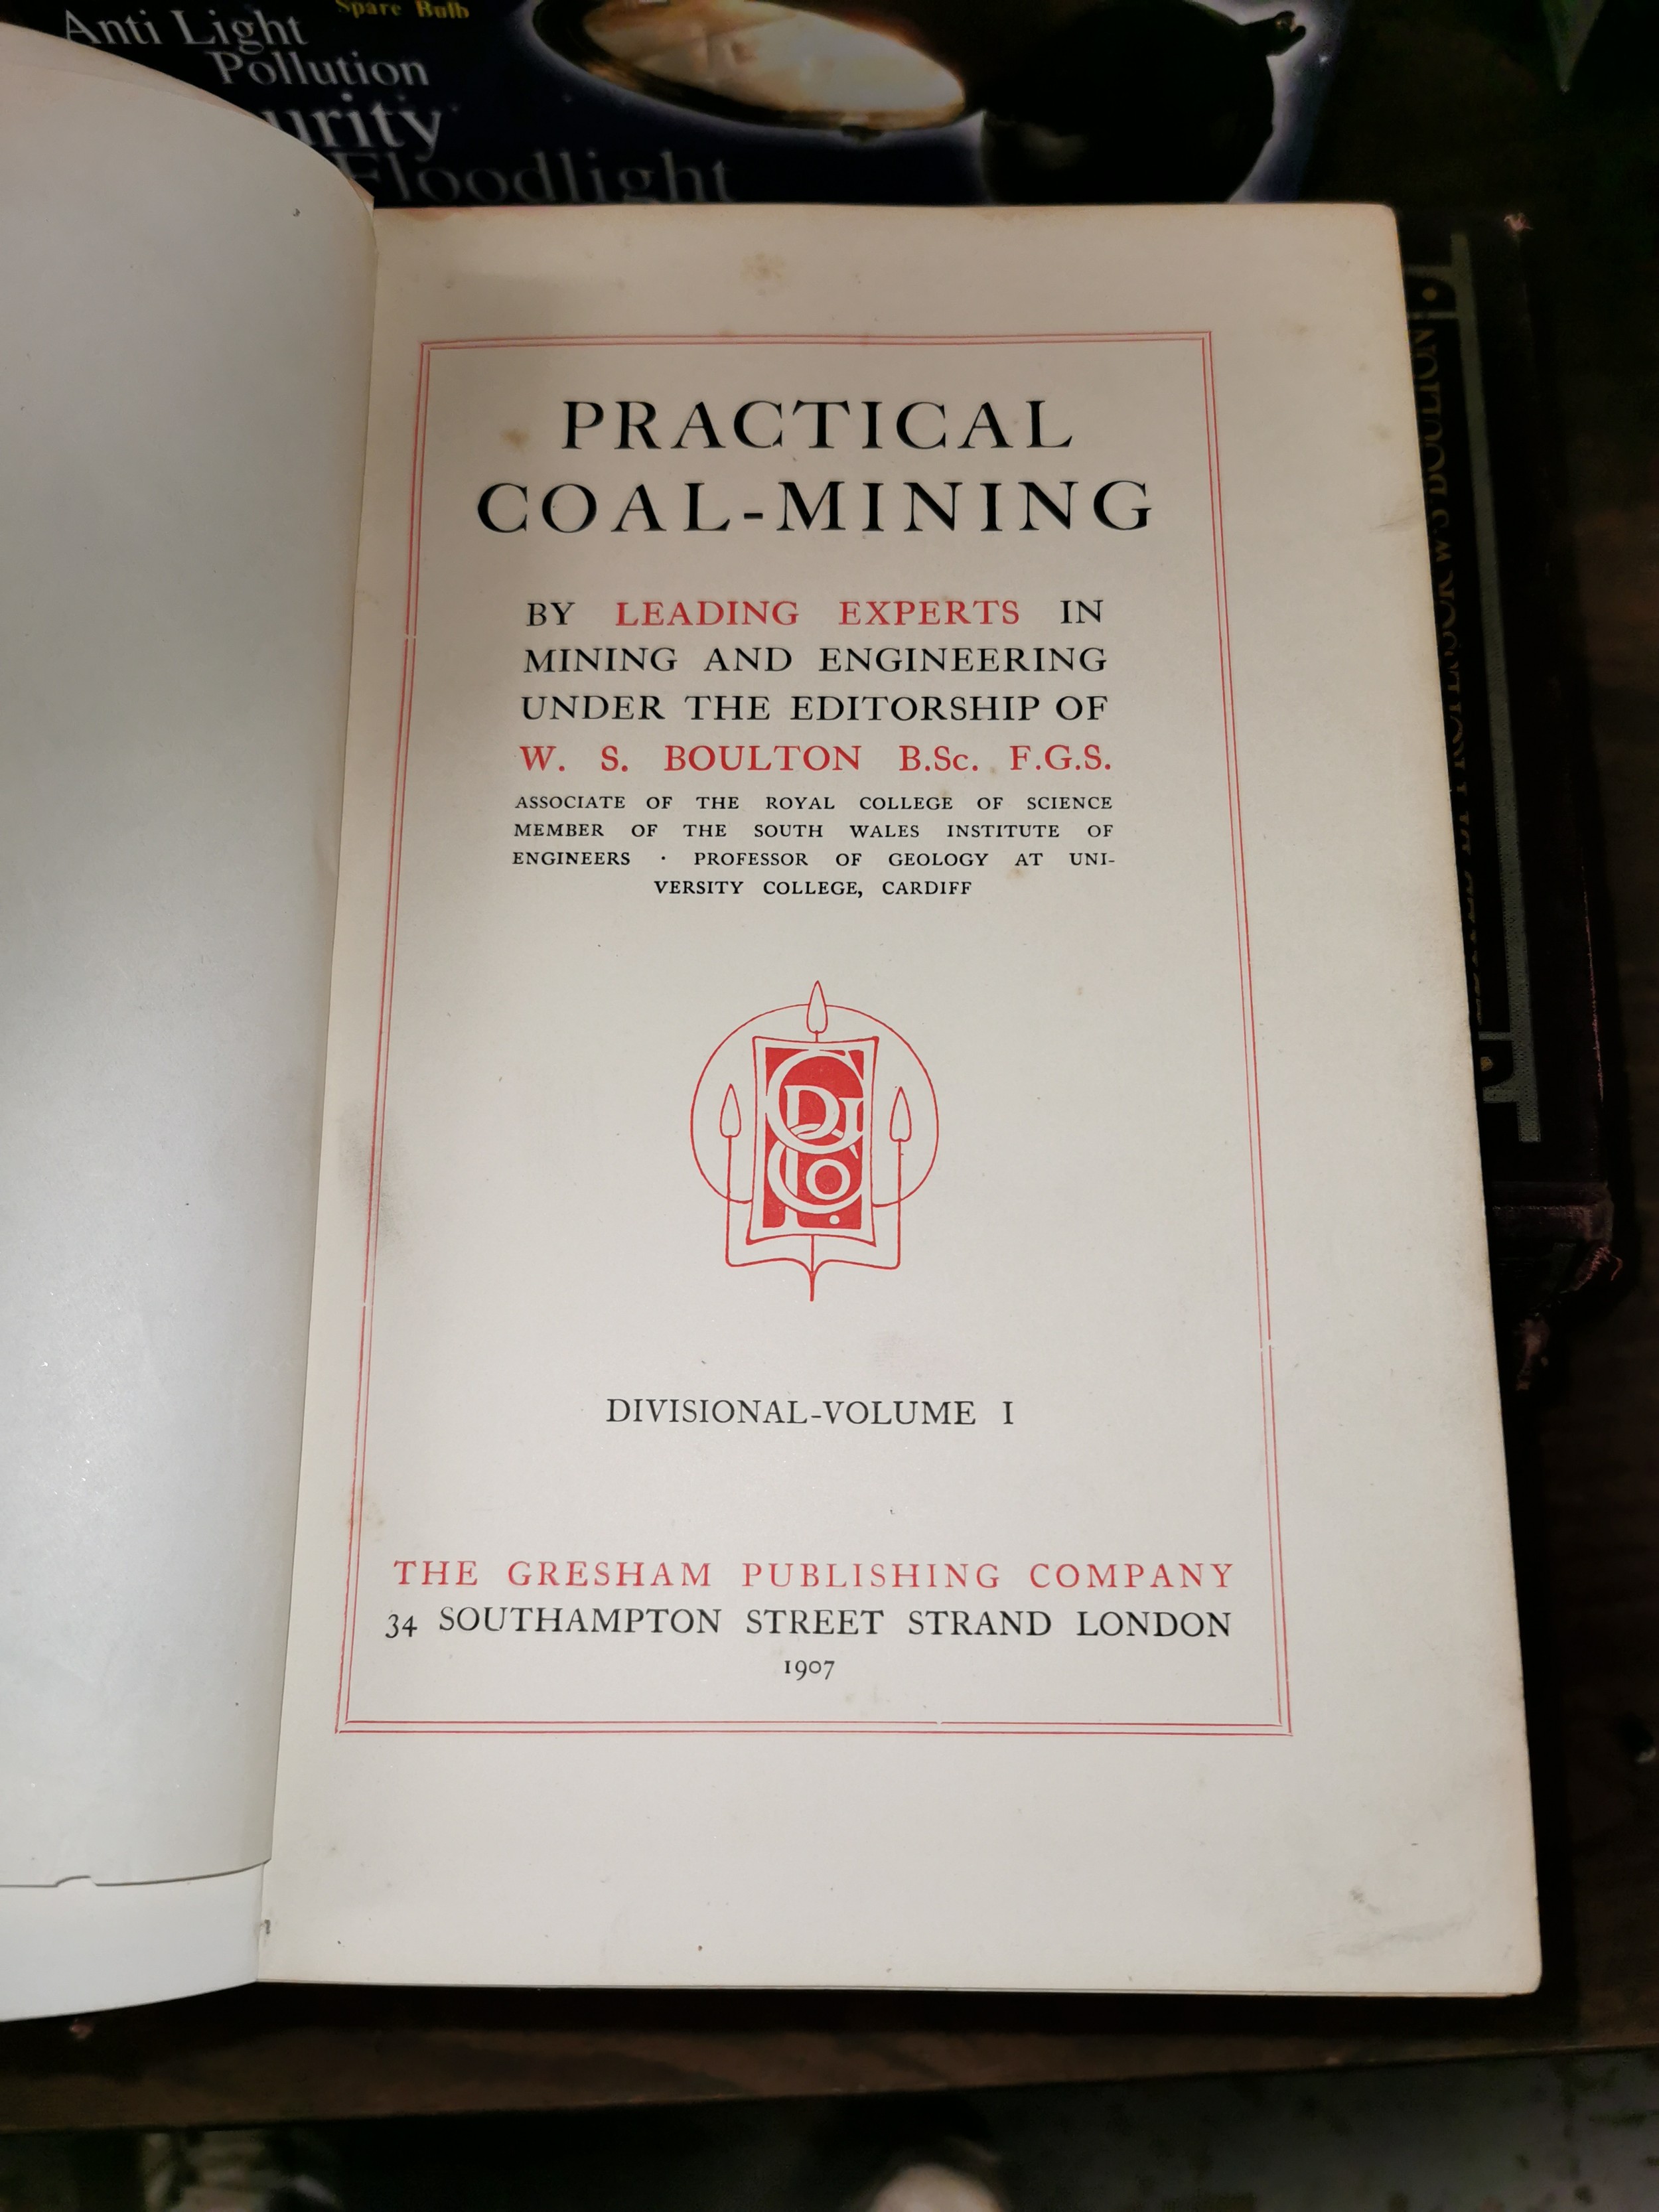 Spare Bulb
Anti Light
Pollution
Floodlight
PRACTICAL
COAL-MINING
BY LEADING EXPERTS IN
MINING AND ENGINEERING
UNDER THE EDITORSHIP OF
W. S. BOULTON B.Sc. F.G.S.
ASSOCIATE OF THE ROYAL COLLEGE OF SCIENCE
MEMBER OF THE SOUTH WALES INSTITUTE OF
ENGINEERS · PROFESSOR OF GEOLOGY AT UNI-
VERSITY COLLEGE, CARDIFF
DIVISIONAL-VOLUME I
THE GRESHAM PUBLISHING COMPANY
34 SOUTHAMPTON STREET STRAND LONDON
1907